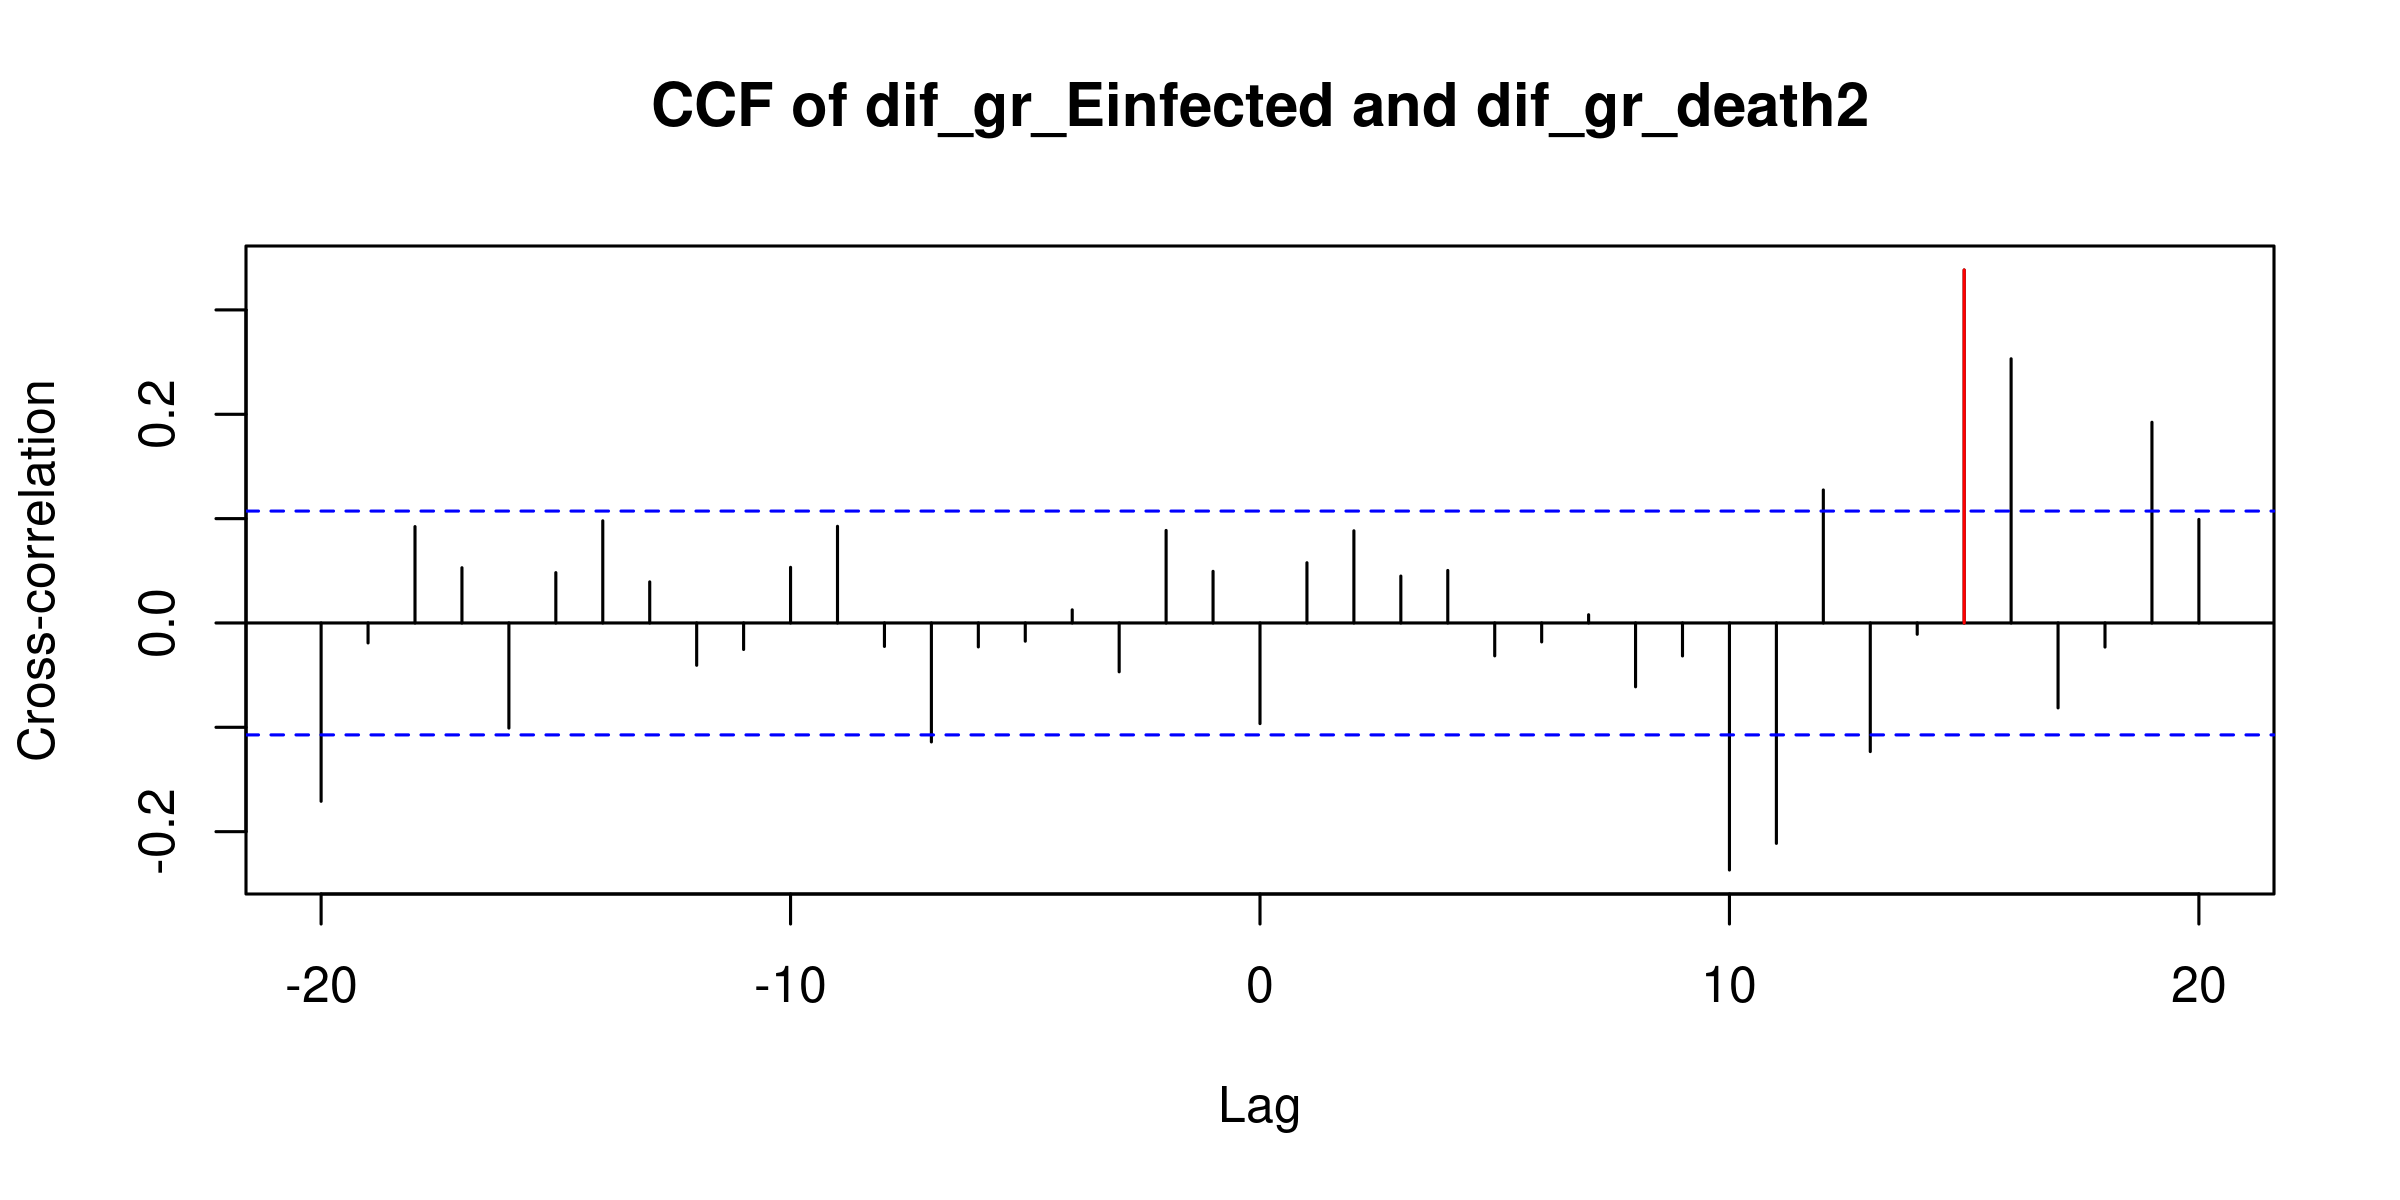 CCF of dif_gr_Einfected and dif_gr_death2
Cross-correlation
0.2
0.0
-0.2
-20 -10 0 10 20
Lag